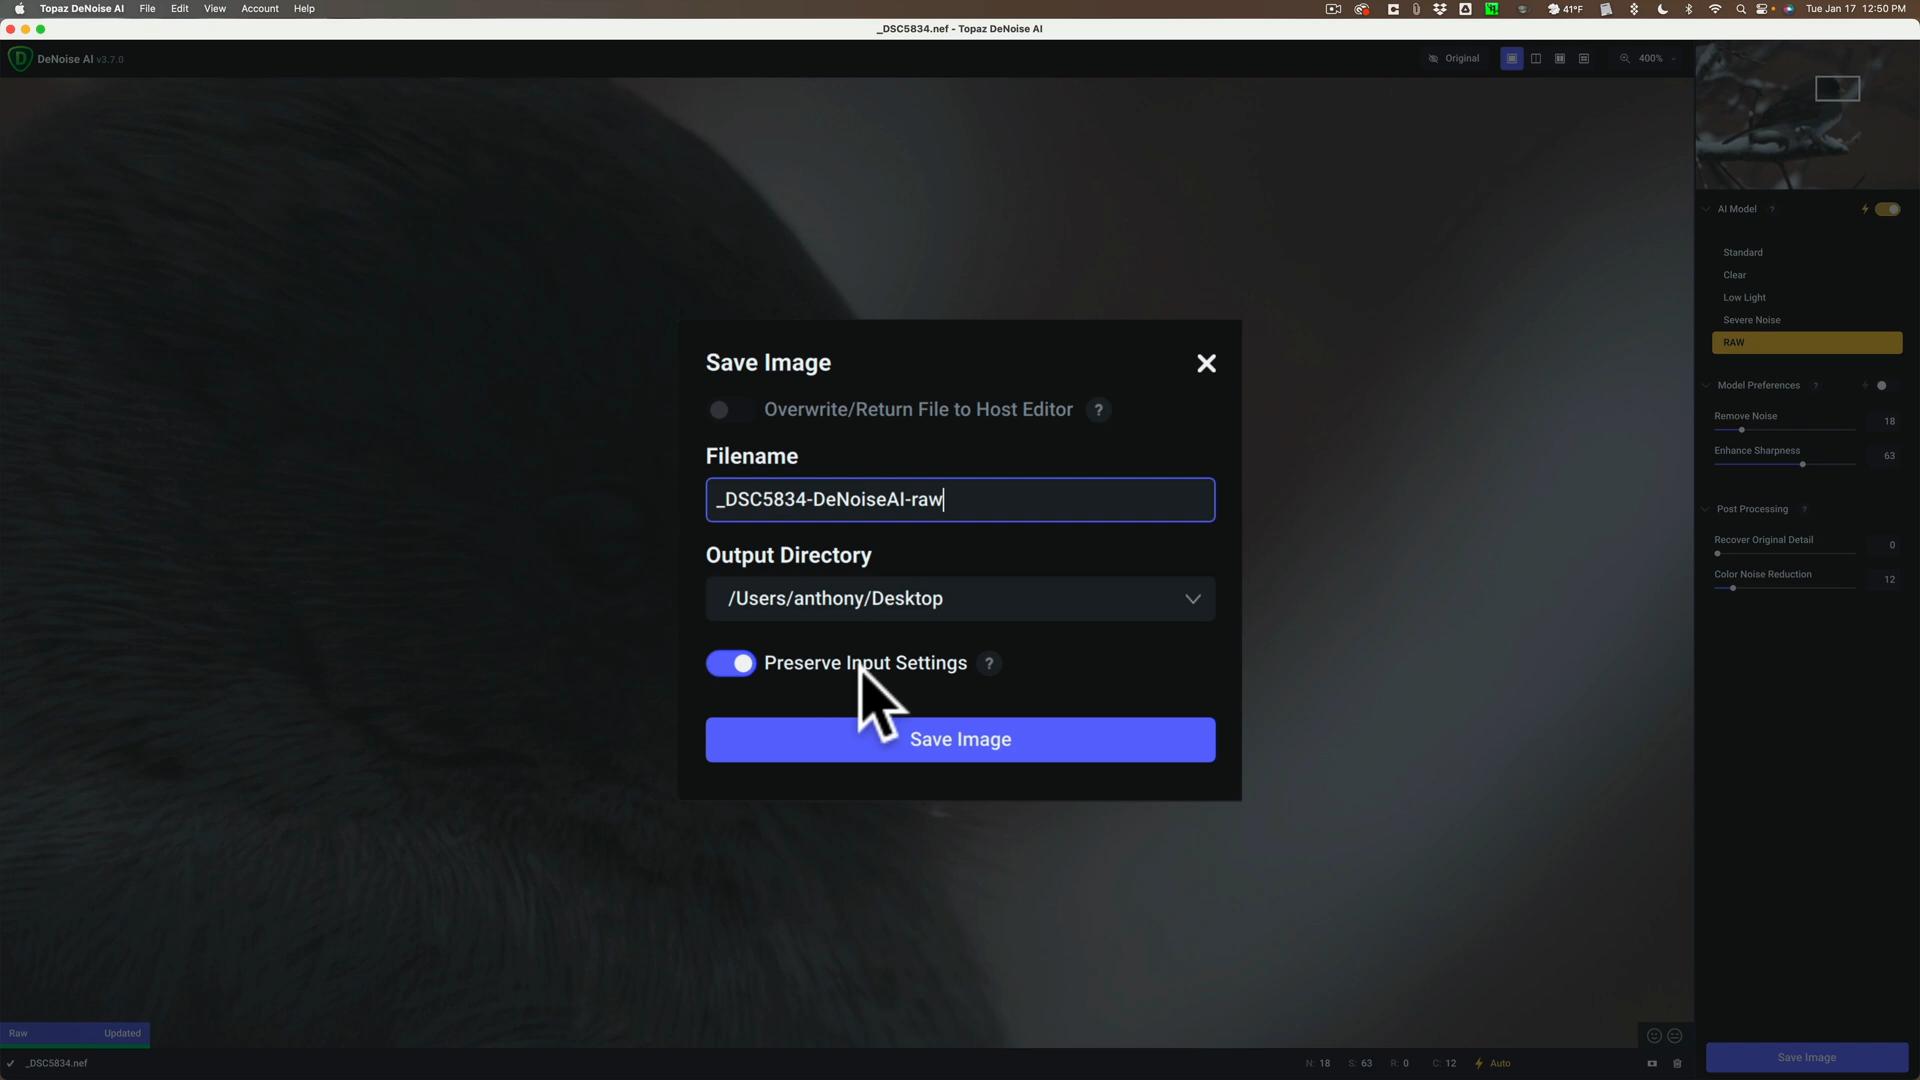 Topaz DeNoise AI File Edit View Account Help 41°F Tue Jan 17 12:50 PM
_DSC5834.nef - Topaz DeNoise AI
DeNoise AI v3.7.0 Original 400%
AI Model ?
Standard
Clear
Low Light
Severe Noise
RAW
Model Preferences ?
Remove Noise 18
Enhance Sharpness 63
Post Processing ?
Recover Original Detail 0
Color Noise Reduction 12
Save Image
Overwrite/Return File to Host Editor ?
Filename
_DSC5834-DeNoiseAI-raw
Output Directory
/Users/anthony/Desktop
Preserve Input Settings ?
Save Image
Raw Updated
_DSC5834.nef N: 18 S: 63 R: 0 C: 12 Auto
Save Image